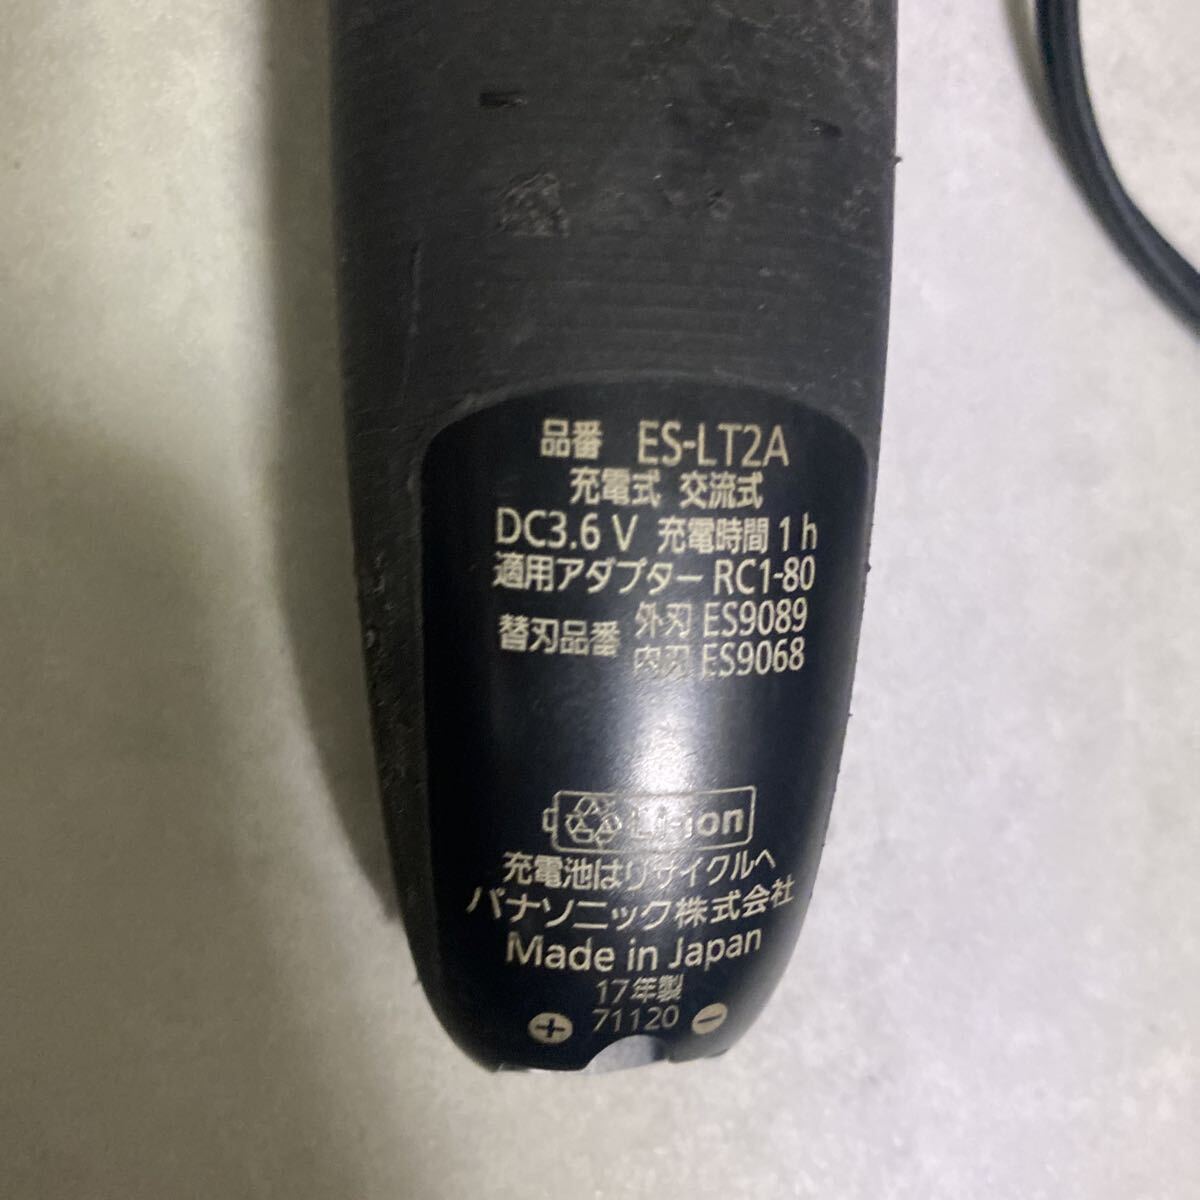 品番 ES-LT2A
充電式 交流式
DC3.6 V 充電時間 1 h
適用アダプター RC1-80
替刃品番 外刃 ES9089
内刃 ES9068
Li-ion
充電池はリサイクルへ
パナソニック株式会社
Made in Japan
17年製
71120